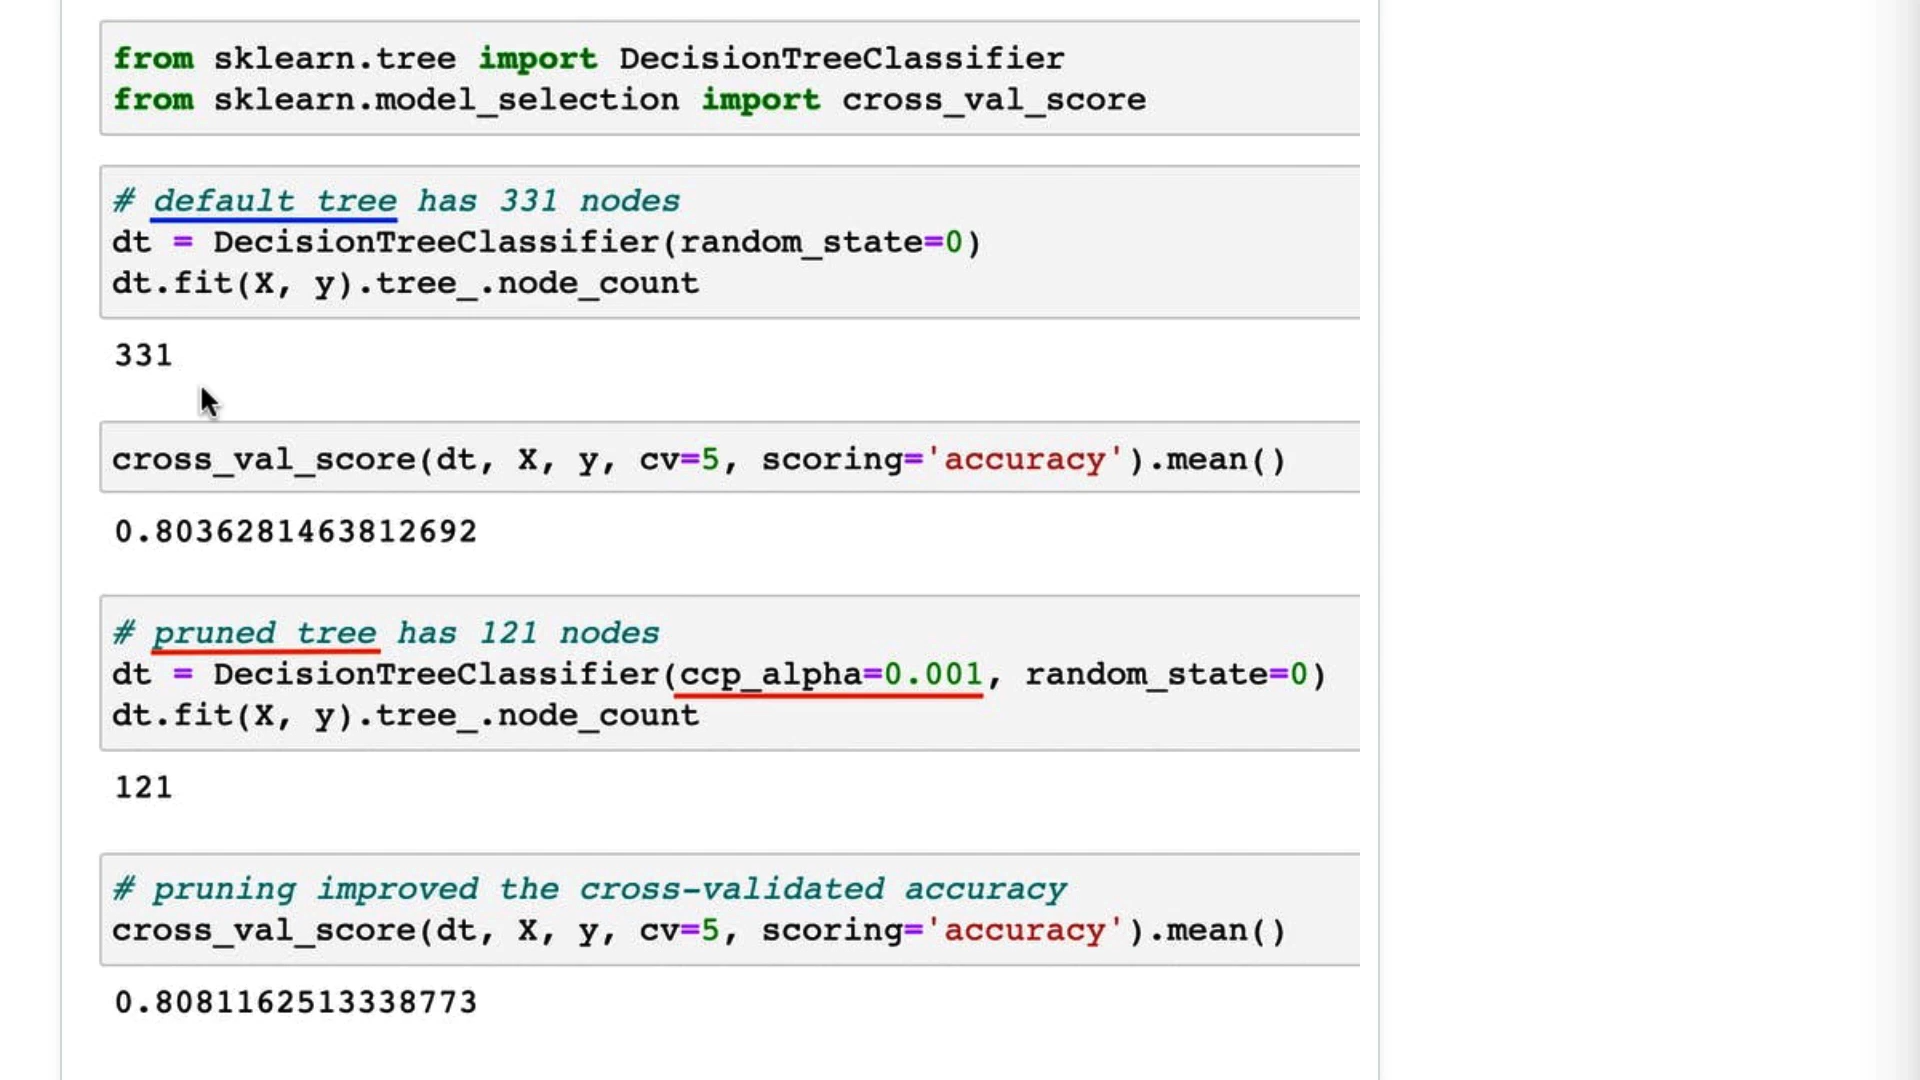 from sklearn.tree import DecisionTreeClassifier
from sklearn.model_selection import cross_val_score
# default tree has 331 nodes
dt = DecisionTreeClassifier(random_state=0)
dt.fit(X, y).tree_.node_count
331
cross_val_score(dt, X, y, cv=5, scoring='accuracy').mean()
0.8036281463812692
# pruned tree has 121 nodes
dt = DecisionTreeClassifier(ccp_alpha=0.001, random_state=0)
dt.fit(X, y).tree_.node_count
121
# pruning improved the cross-validated accuracy
cross_val_score(dt, X, y, cv=5, scoring='accuracy').mean()
0.8081162513338773